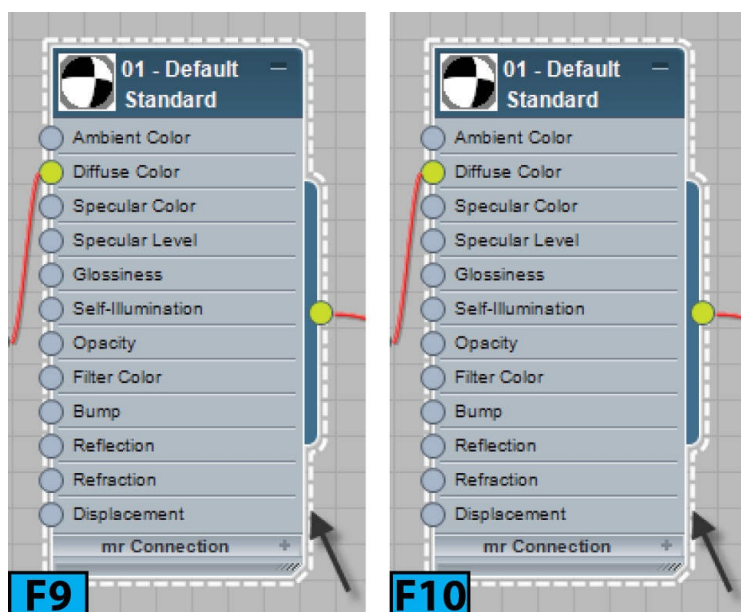 01 - Default
Standard
Ambient Color
Diffuse Color
Specular Color
Specular Level
Glossiness
Self-Illumination
Opacity
Filter Color
Bump
Reflection
Refraction
Displacement
mr Connection
F9
01 - Default
Standard
Ambient Color
Diffuse Color
Specular Color
Specular Level
Glossiness
Self-Illumination
Opacity
Filter Color
Bump
Reflection
Refraction
Displacement
mr Connection
F10